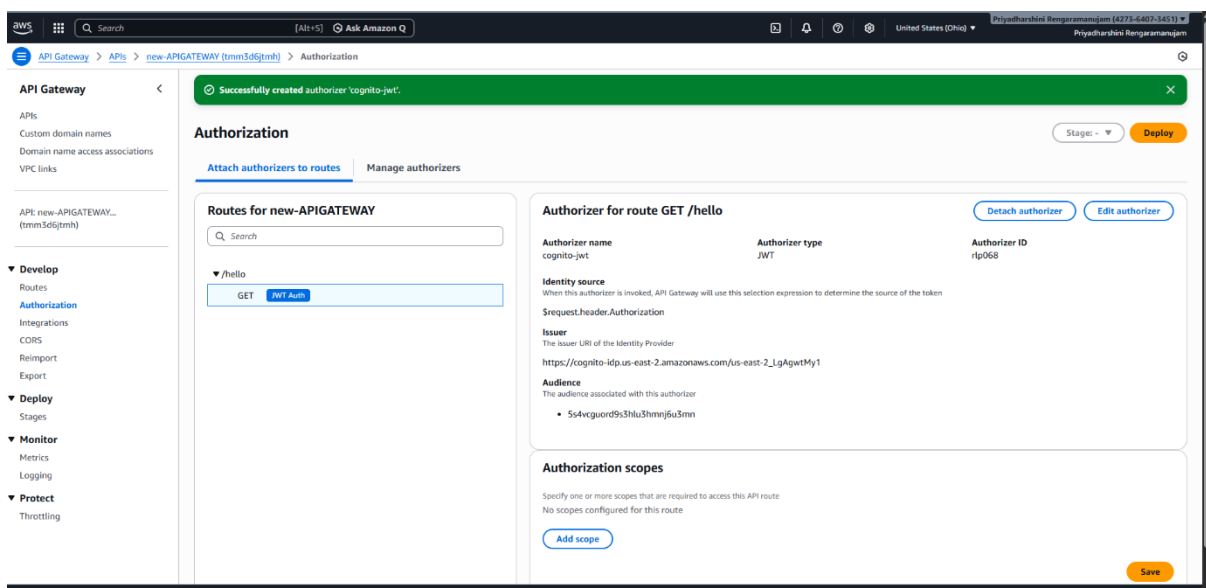 aws
Search [Alt+S] Ask Amazon Q
United States (Ohio) ▼
Priyadharshini Rengaramanujam (4273-6407-3451) ▼
Priyadharshini Rengaramanujam
API Gateway > APIs > new-APIGATEWAY (tmm3d6jtmh) > Authorization
API Gateway
APIs
Custom domain names
Domain name access associations
VPC links
API: new-APIGATEWAY...
(tmm3d6jtmh)
▼ Develop
Routes
Authorization
Integrations
CORS
Reimport
Export
▼ Deploy
Stages
▼ Monitor
Metrics
Logging
▼ Protect
Throttling
Successfully created authorizer 'cognito-jwt'.
Authorization
Stage: - ▼
Deploy
Attach authorizers to routes
Manage authorizers
Routes for new-APIGATEWAY
Search
▼ /hello
GET JWT Auth
Authorizer for route GET /hello
Detach authorizer
Edit authorizer
Authorizer name Authorizer type Authorizer ID
cognito-jwt JWT rlp068
Identity source
When this authorizer is invoked, API Gateway will use this selection expression to determine the source of the token
$request.header.Authorization
Issuer
The issuer URI of the Identity Provider
https://cognito-idp.us-east-2.amazonaws.com/us-east-2_LgAgwtMy1
Audience
The audience associated with this authorizer
• 5s4vcguord9s3hlu3hmnj6u3mn
Authorization scopes
Specify one or more scopes that are required to access this API route
No scopes configured for this route
Add scope
Save